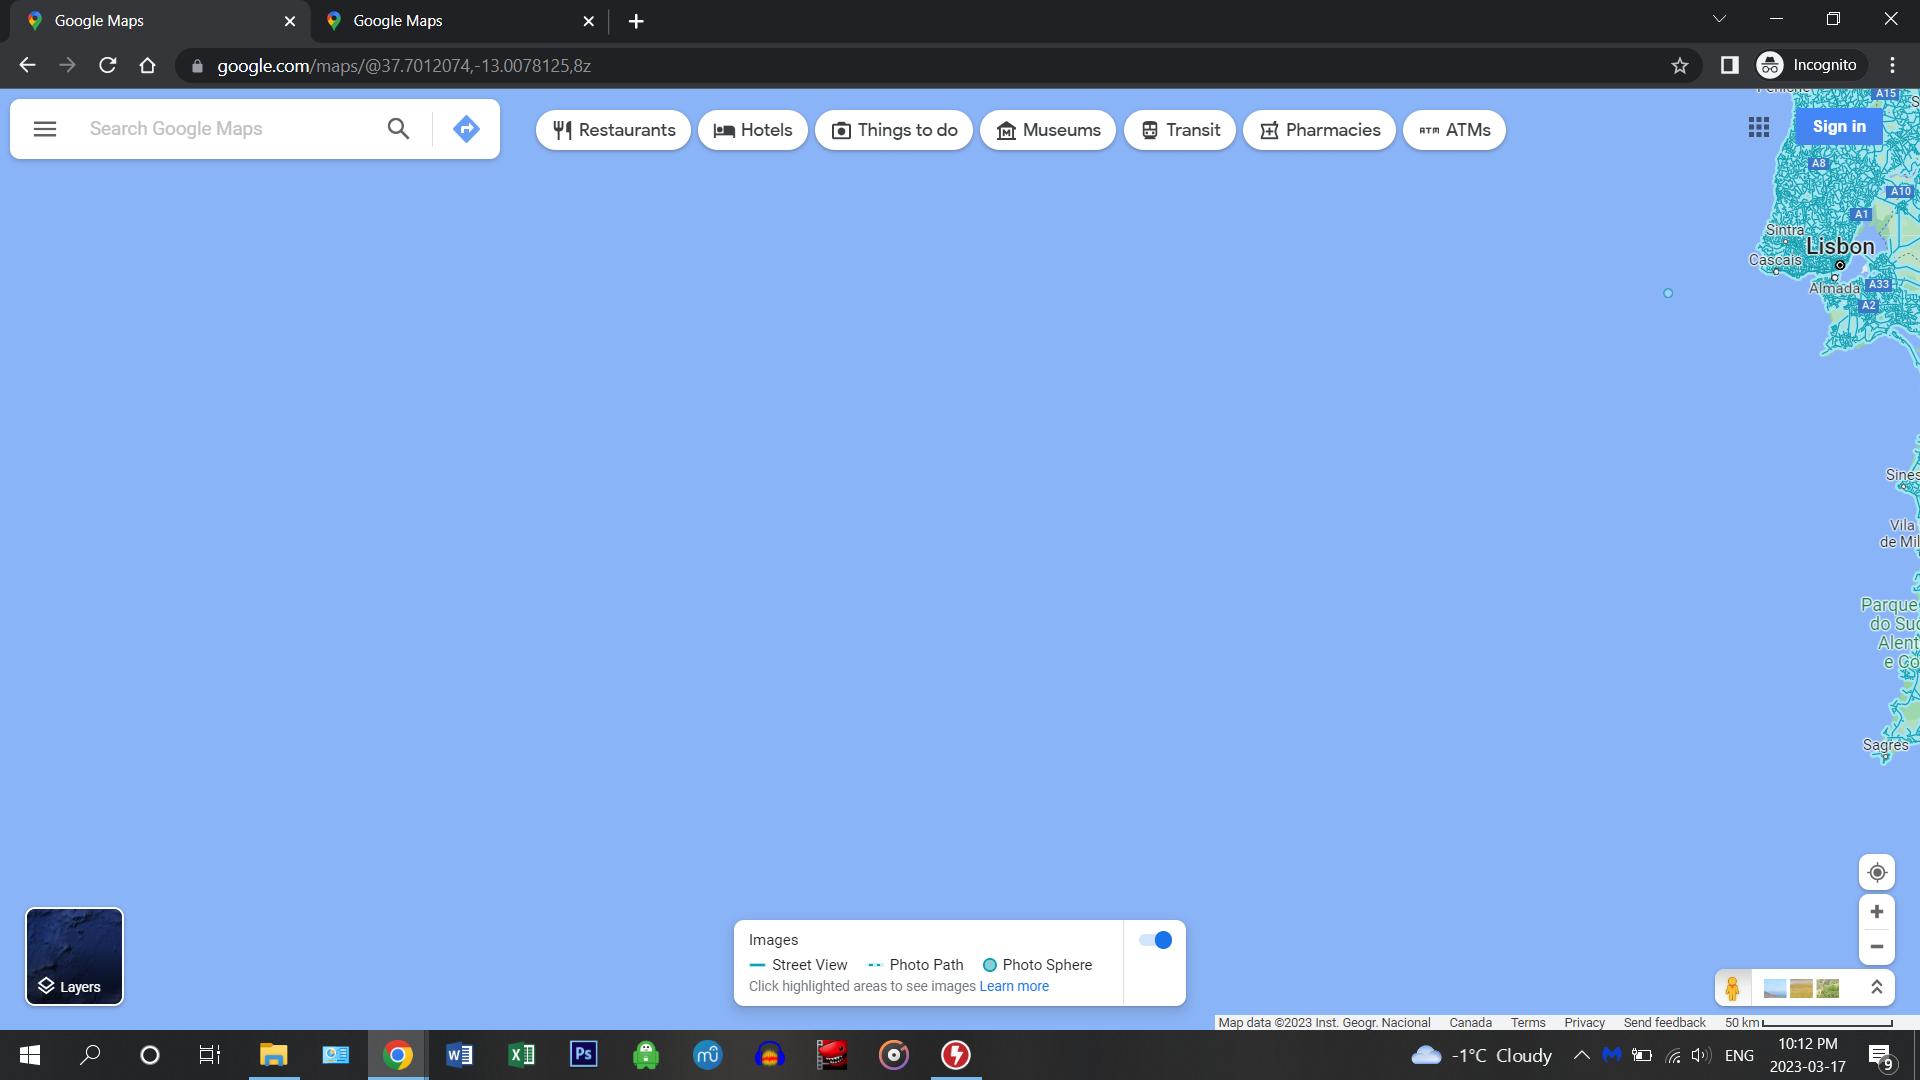 Google Maps
Google Maps
google.com/maps/@37.7012074,-13.0078125,8z
Incognito
Search Google Maps
Restaurants
Hotels
Things to do
Museums
Transit
Pharmacies
ATM ATMs
Sign in
A15
A8
A10
A1
Sintra
Lisbon
Cascais
Almada
A33
A2
Sines
Vila
de Mil
Parque
do Sud
Alent
e Co
Sagres
Layers
Images
Street View
Photo Path
Photo Sphere
Click highlighted areas to see images Learn more
Map data ©2023 Inst. Geogr. Nacional
Canada
Terms
Privacy
Send feedback
50 km
W
X
Ps
mu
-1°C Cloudy
ENG
10:12 PM
2023-03-17
9